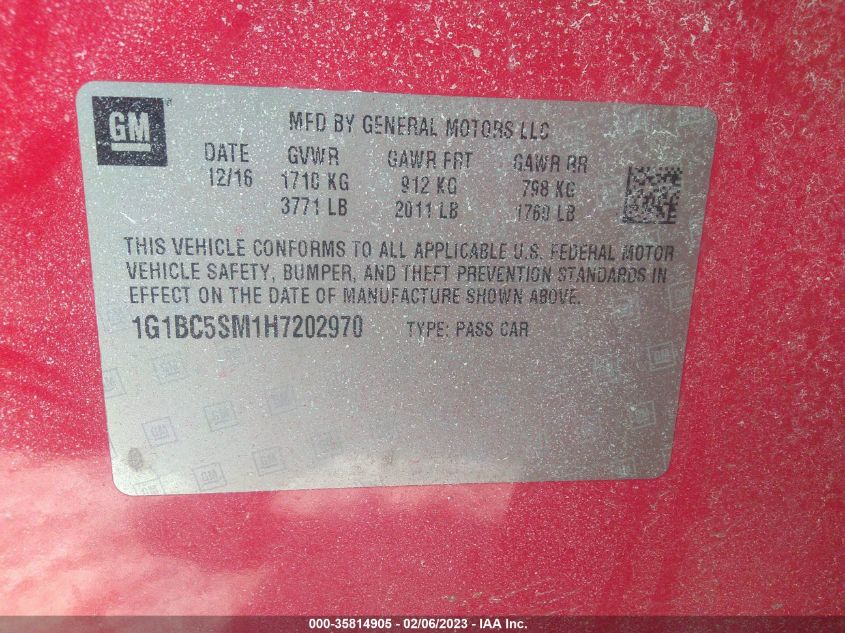 GM
MFD BY GENERAL MOTORS LLC
DATE GVWR GAWR FRT GAWR RR
12/16 1710 KG 912 KG 798 KG
3771 LB 2011 LB 1760 LB
THIS VEHICLE CONFORMS TO ALL APPLICABLE U.S. FEDERAL MOTOR
VEHICLE SAFETY, BUMPER, AND THEFT PREVENTION STANDARDS IN
EFFECT ON THE DATE OF MANUFACTURE SHOWN ABOVE.
1G1BC5SM1H7202970 TYPE: PASS CAR
000-35814905 - 02/06/2023 - IAA Inc.